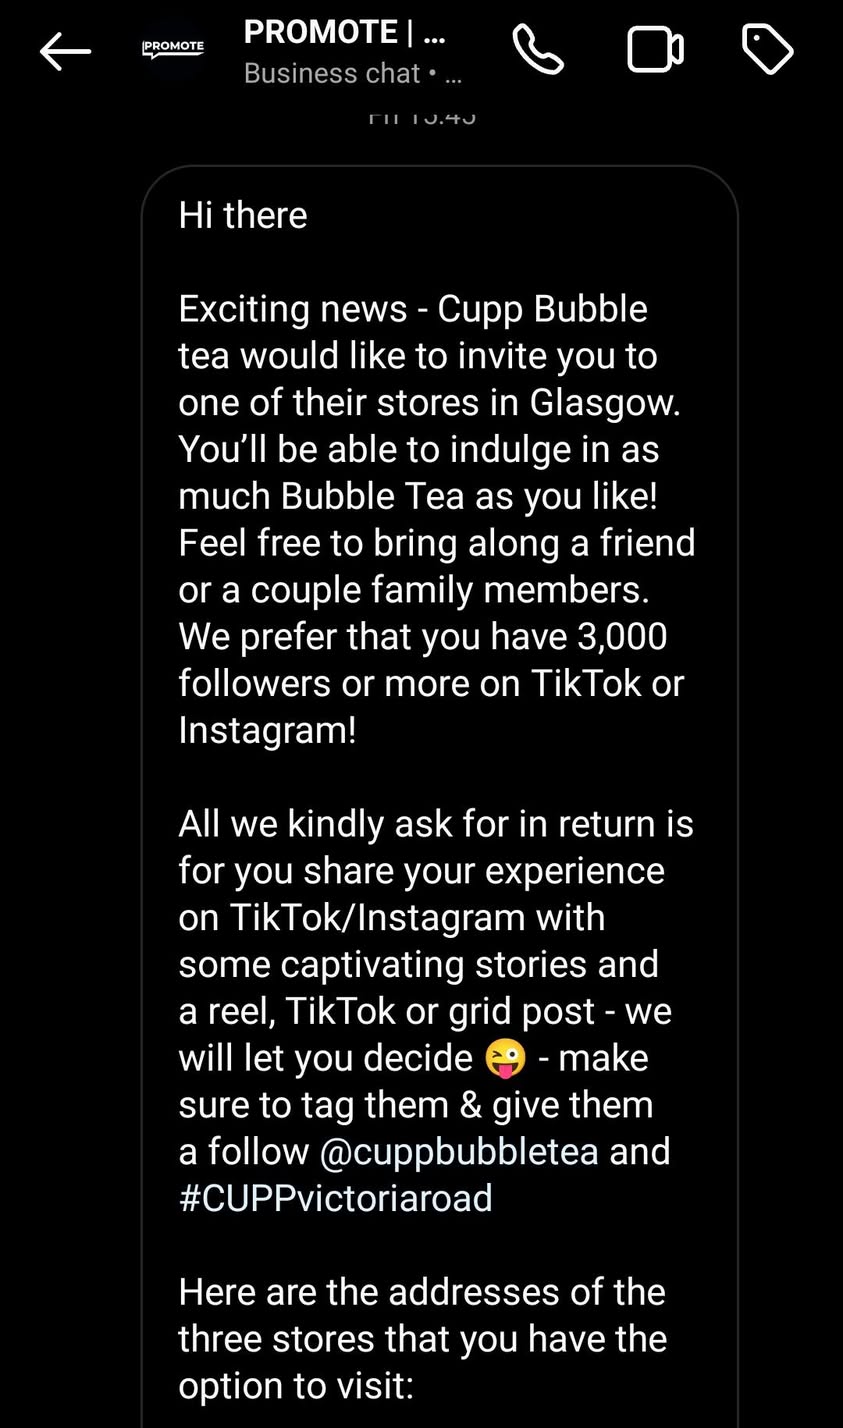 PROMOTE
PROMOTE | ...
Business chat • ...
Fri 15:45
Hi there
Exciting news - Cupp Bubble
tea would like to invite you to
one of their stores in Glasgow.
You’ll be able to indulge in as
much Bubble Tea as you like!
Feel free to bring along a friend
or a couple family members.
We prefer that you have 3,000
followers or more on TikTok or
Instagram!
All we kindly ask for in return is
for you share your experience
on TikTok/Instagram with
some captivating stories and
a reel, TikTok or grid post - we
will let you decide 😜 - make
sure to tag them & give them
a follow @cuppbubbletea and
#CUPPvictoriaroad
Here are the addresses of the
three stores that you have the
option to visit: